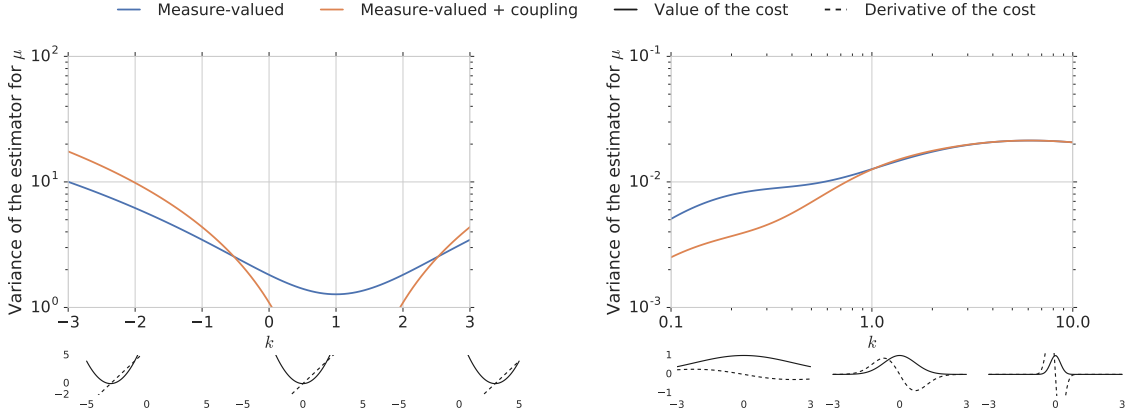 Measure-valued Measure-valued + coupling Value of the cost Derivative of the cost
Variance of the estimator for μ
10²
10¹
10⁰
−3 −2 −1 0 1 2 3
k
5
0
−2
−5 0 5
0 5
0 5
Variance of the estimator for μ
10⁻¹
10⁻²
10⁻³
0.1 1.0 10.0
k
1
0
−1
−3 0 3
−3 0 3
−3 0 3